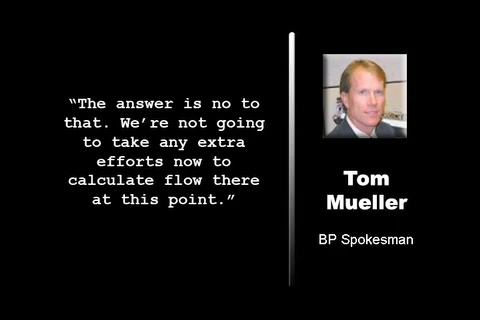 “The answer is no to
that. We’re not going
to take any extra
efforts now to
calculate flow there
at this point.”
Tom
Mueller
BP Spokesman